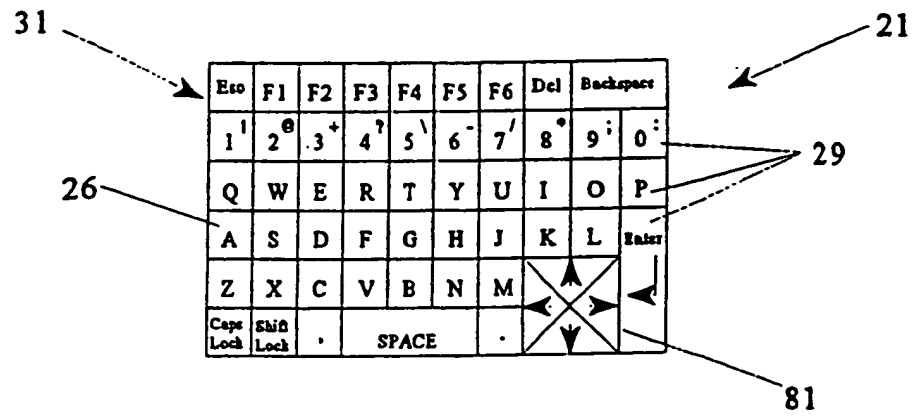 31
21
Esc F1 F2 F3 F4 F5 F6 Del Backspace
1! 2@ 3+ 4? 5\ 6- 7/ 8* 9; 0:
29
Q W E R T Y U I O P
26
A S D F G H J K L Enter
Z X C V B N M
Caps Lock Shift Lock , SPACE .
81